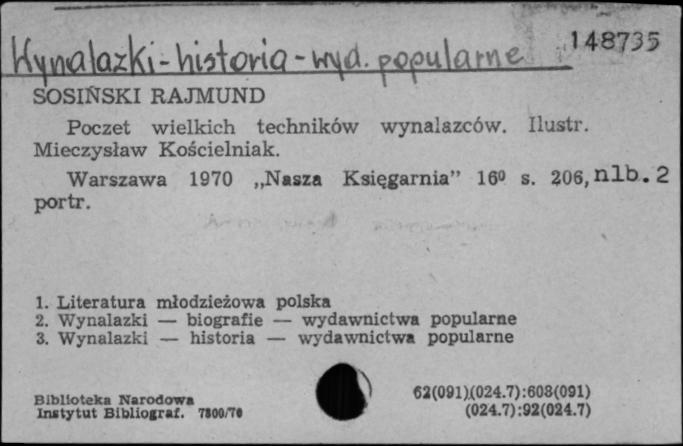 Wynalazki - historia - wyd. popularne 148735
SOSIŃSKI RAJMUND
Poczet wielkich techników wynalazców. Ilustr.
Mieczysław Kościelniak.
Warszawa 1970 „Nasza Księgarnia” 16⁰ s. 206, nlb. 2
portr.
1. Literatura młodzieżowa polska
2. Wynalazki — biografie — wydawnictwa popularne
3. Wynalazki — historia — wydawnictwa popularne
Biblioteka Narodowa 62(091)(024.7):608(091)
Instytut Bibliograf. 7800/70 (024.7):92(024.7)